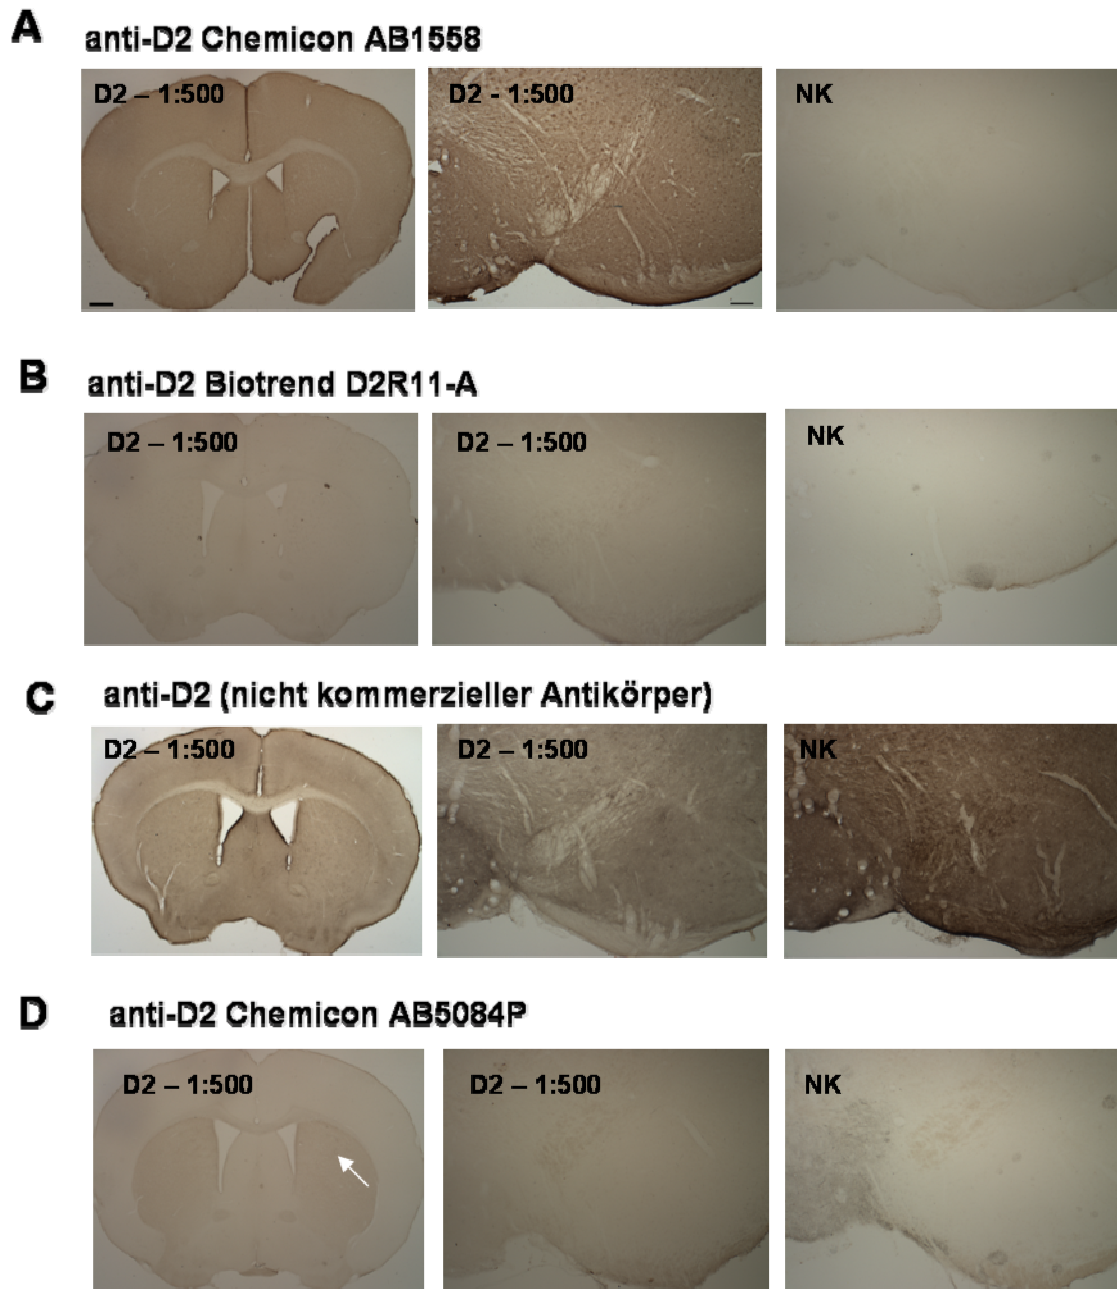 A
anti-D2 Chemicon AB1558
D2 – 1:500
D2 - 1:500
NK
B
anti-D2 Biotrend D2R11-A
D2 – 1:500
D2 – 1:500
NK
C
anti-D2 (nicht kommerzieller Antikörper)
D2 – 1:500
D2 – 1:500
NK
D
anti-D2 Chemicon AB5084P
D2 – 1:500
D2 – 1:500
NK